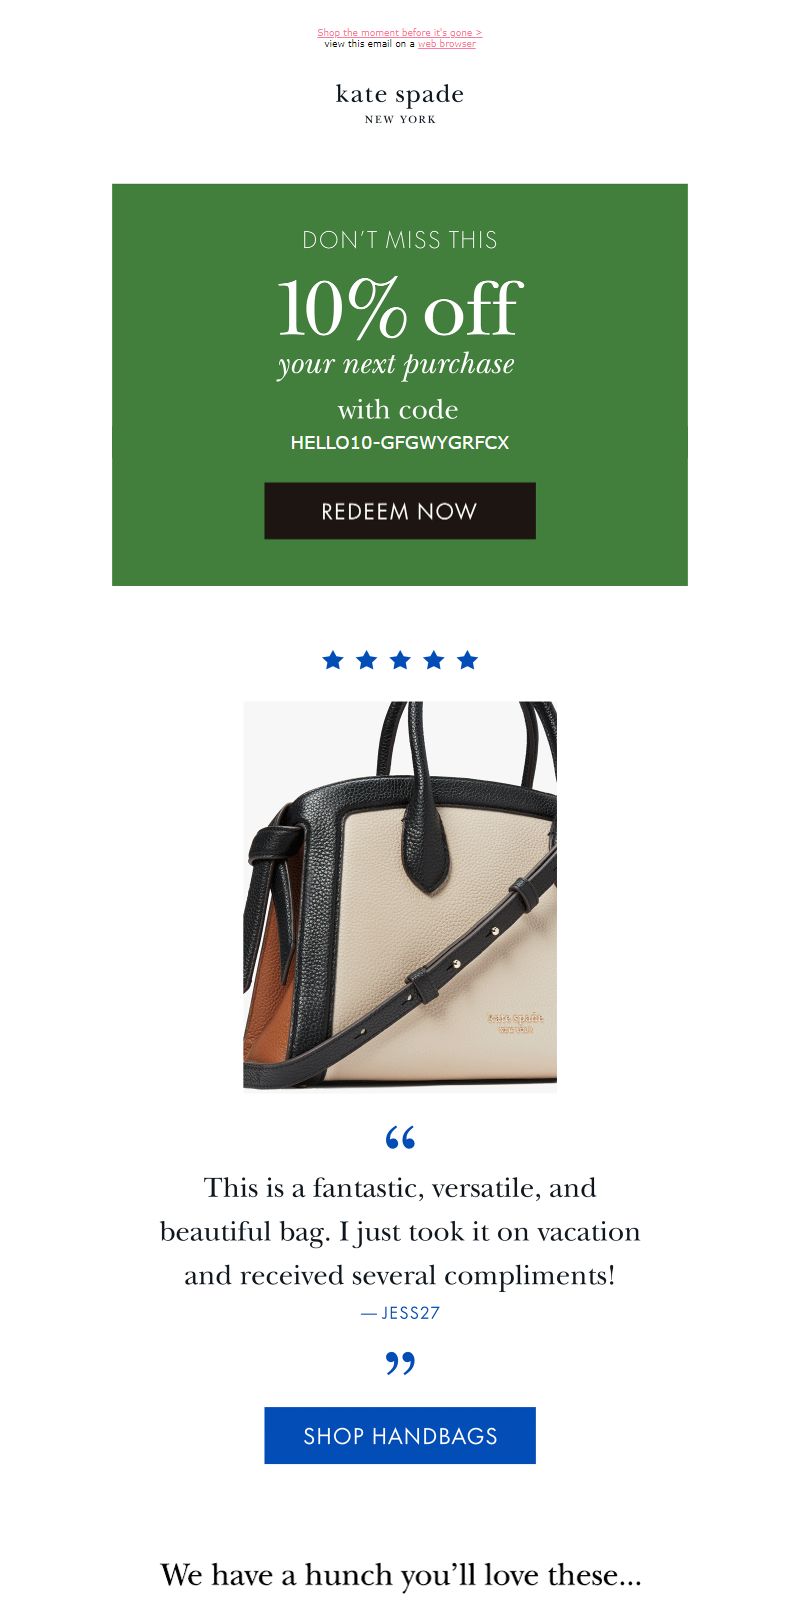 Shop the moment before it's gone >
view this email on a web browser
kate spade
NEW YORK
DON'T MISS THIS
10% off
your next purchase
with code
HELLO10-GFGWYGRFCX
REDEEM NOW
kate spade
NEW YORK
“
This is a fantastic, versatile, and
beautiful bag. I just took it on vacation
and received several compliments!
— JESS27
”
SHOP HANDBAGS
We have a hunch you’ll love these...